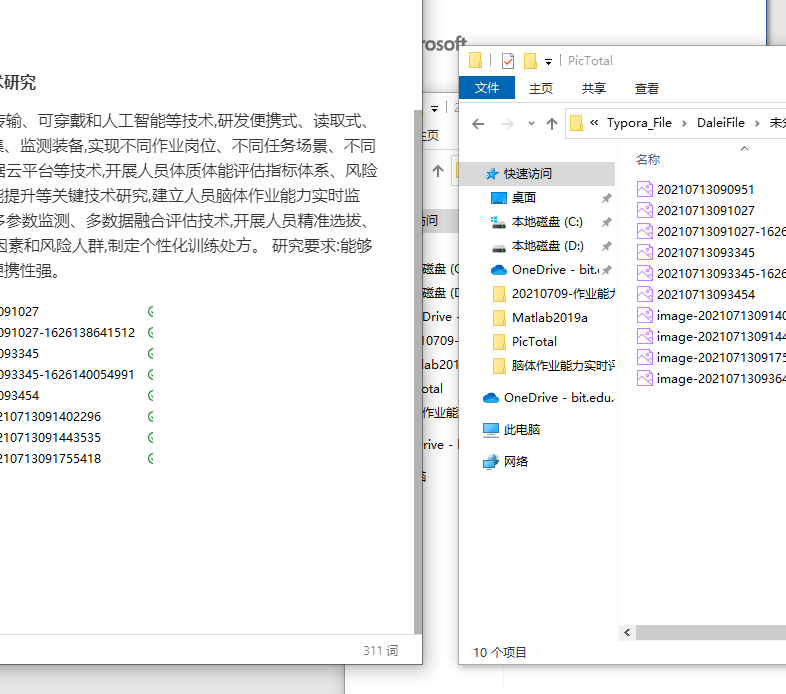 术研究
传输、可穿戴和人工智能等技术,研发便携式、读取式、
集、监测装备,实现不同作业岗位、不同任务场景、不同
据云平台等技术,开展人员体质体能评估指标体系、风险
能提升等关键技术研究,建立人员脑体作业能力实时监
多参数监测、多数据融合评估技术,开展人员精准选拔、
因素和风险人群,制定个性化训练处方。 研究要求:能够
便携性强。
091027
091027-1626138641512
093345
093345-1626140054991
093454
210713091402296
210713091443535
210713091755418
311 词
rosoft
2
主页
访问
磁盘 (C
磁盘 (D
Drive -
10709-
lab201
otal
作业能
rive - l
脑
PicTotal
文件
主页
共享
查看
« Typora_File › DaleiFile › 未分
名称
快速访问
桌面
本地磁盘 (C:)
本地磁盘 (D:)
OneDrive - bit.e
20210709-作业能力
Matlab2019a
PicTotal
脑体作业能力实时评
OneDrive - bit.edu.
此电脑
网络
20210713090951
20210713091027
20210713091027-1626
20210713093345
20210713093345-1626
20210713093454
image-2021071309140
image-2021071309144
image-2021071309175
image-2021071309364
10 个项目